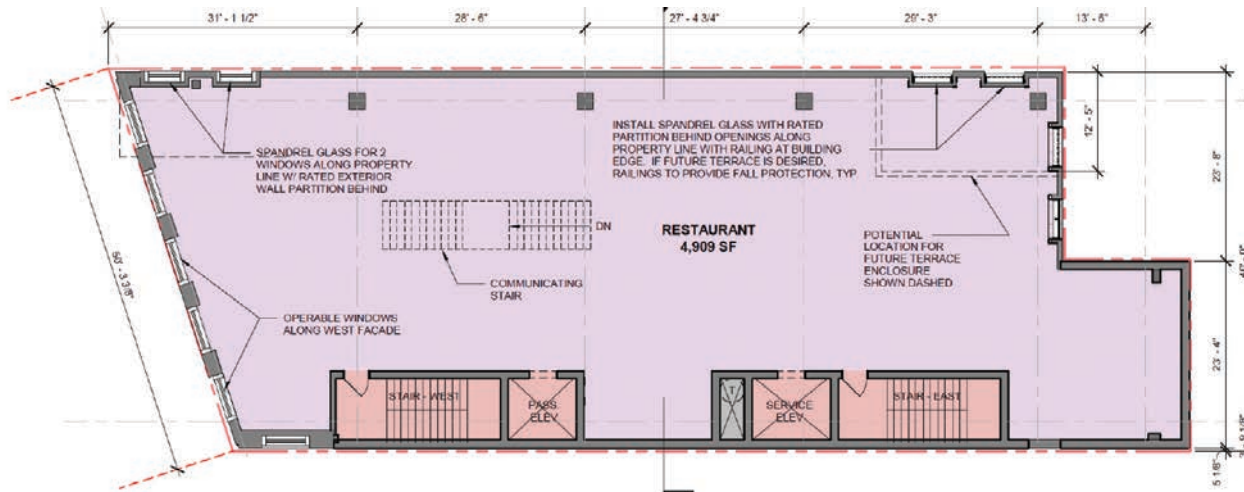 31' - 1 1/2"
28' - 6"
27' - 4 3/4"
29' - 3"
13' - 6"
12' - 5"
23' - 8"
23' - 4"
5 1/8"
SPANDREL GLASS FOR 2
WINDOWS ALONG PROPERTY
LINE W/ RATED EXTERIOR
WALL PARTITION BEHIND
INSTALL SPANDREL GLASS WITH RATED
PARTITION BEHIND OPENINGS ALONG
PROPERTY LINE WITH RAILING AT BUILDING
EDGE. IF FUTURE TERRACE IS DESIRED,
RAILINGS TO PROVIDE FALL PROTECTION, TYP
DN
RESTAURANT
4,909 SF
POTENTIAL
LOCATION FOR
FUTURE TERRACE
ENCLOSURE
SHOWN DASHED
COMMUNICATING
STAIR
OPERABLE WINDOWS
ALONG WEST FACADE
STAIR - WEST
PASS.
ELEV
T
SERVICE
ELEV
STAIR - EAST